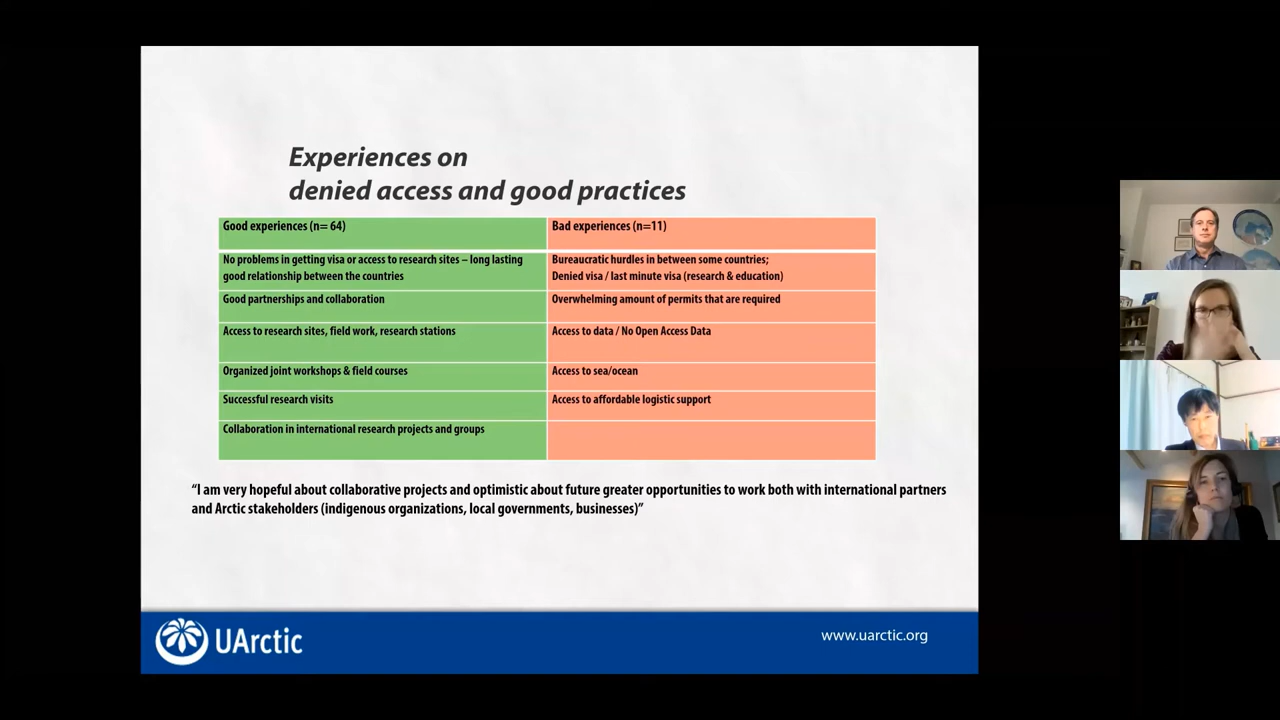 Experiences on
denied access and good practices
Good experiences (n= 64)
Bad experiences (n=11)
No problems in getting visa or access to research sites – long lasting
good relationship between the countries
Bureaucratic hurdles in between some countries;
Denied visa / last minute visa (research & education)
Good partnerships and collaboration
Overwhelming amount of permits that are required
Access to research sites, field work, research stations
Access to data / No Open Access Data
Organized joint workshops & field courses
Access to sea/ocean
Successful research visits
Access to affordable logistic support
Collaboration in international research projects and groups
“I am very hopeful about collaborative projects and optimistic about future greater opportunities to work both with international partners
and Arctic stakeholders (indigenous organizations, local governments, businesses)”
UArctic
www.uarctic.org